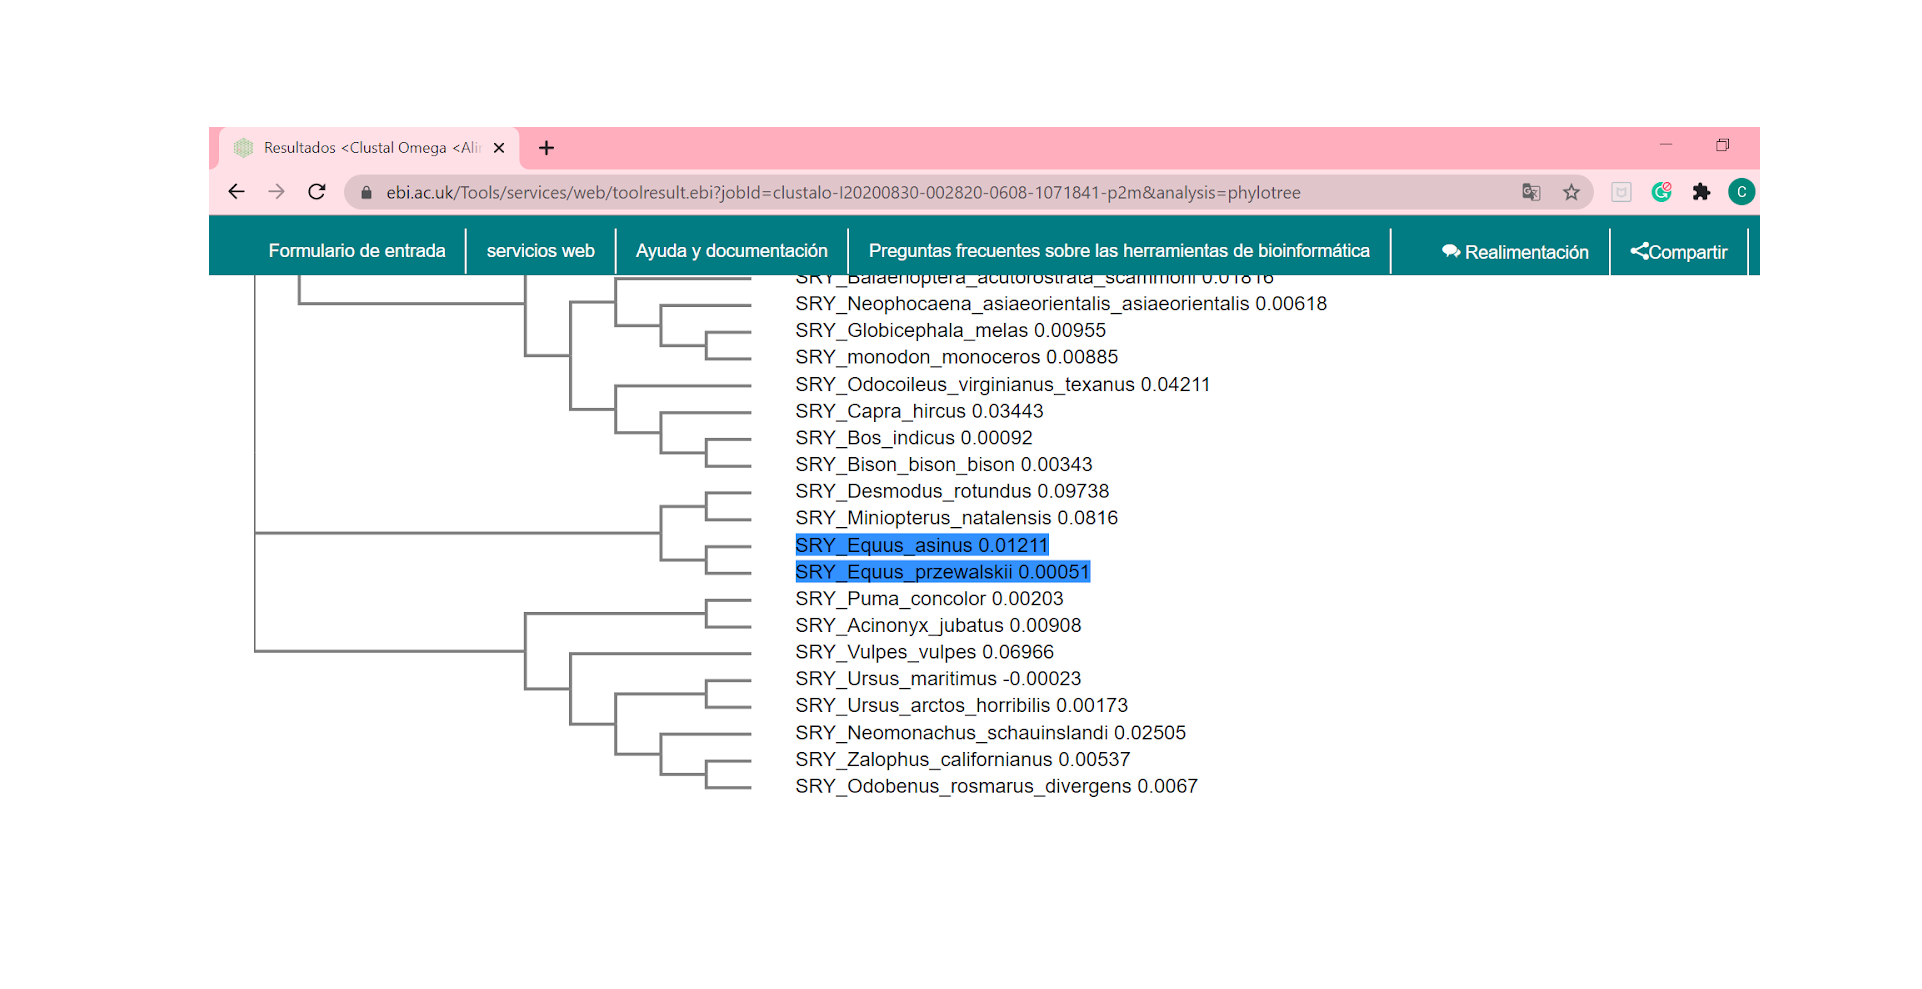 Resultados <Clustal Omega <Ali
ebi.ac.uk/Tools/services/web/toolresult.ebi?jobId=clustalo-I20200830-002820-0608-1071841-p2m&analysis=phylotree
C
Formulario de entrada
servicios web
Ayuda y documentación
Preguntas frecuentes sobre las herramientas de bioinformática
Realimentación
Compartir
SRY_Balaenoptera_acutorostrata_scammoni 0.01816
SRY_Neophocaena_asiaeorientalis_asiaeorientalis 0.00618
SRY_Globicephala_melas 0.00955
SRY_monodon_monoceros 0.00885
SRY_Odocoileus_virginianus_texanus 0.04211
SRY_Capra_hircus 0.03443
SRY_Bos_indicus 0.00092
SRY_Bison_bison_bison 0.00343
SRY_Desmodus_rotundus 0.09738
SRY_Miniopterus_natalensis 0.0816
SRY_Equus_asinus 0.01211
SRY_Equus_przewalskii 0.00051
SRY_Puma_concolor 0.00203
SRY_Acinonyx_jubatus 0.00908
SRY_Vulpes_vulpes 0.06966
SRY_Ursus_maritimus -0.00023
SRY_Ursus_arctos_horribilis 0.00173
SRY_Neomonachus_schauinslandi 0.02505
SRY_Zalophus_californianus 0.00537
SRY_Odobenus_rosmarus_divergens 0.0067